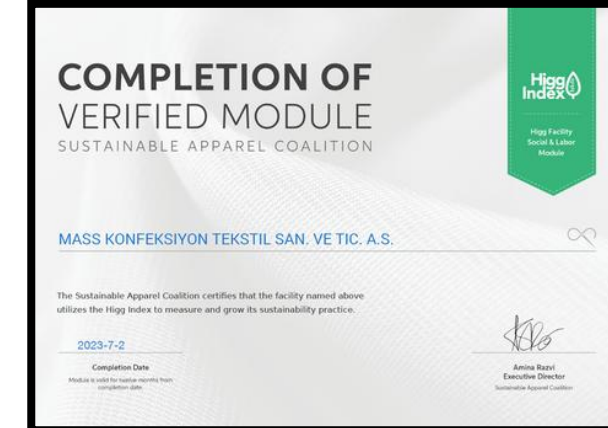 COMPLETION OF
VERIFIED MODULE
SUSTAINABLE APPAREL COALITION
Higg
Index
Higg Facility
Social & Labor
Module
MASS KONFEKSIYON TEKSTIL SAN. VE TIC. A.S.
The Sustainable Apparel Coalition certifies that the facility named above
utilizes the Higg Index to measure and grow its sustainability practice.
2023-7-2
Completion Date
Module is valid for twelve months from
completion date.
Amina Razvi
Executive Director
Sustainable Apparel Coalition